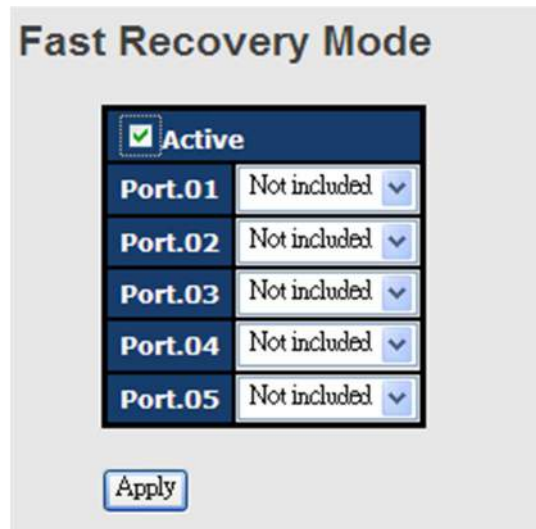 Fast Recovery Mode
Active
Port.01 Not included
Port.02 Not included
Port.03 Not included
Port.04 Not included
Port.05 Not included
Apply